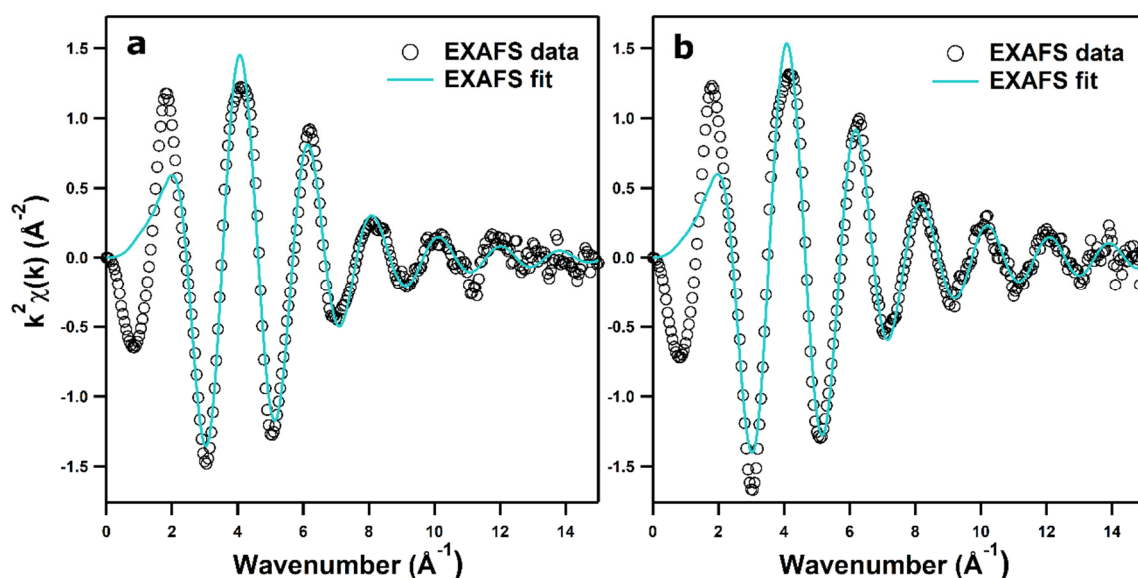 a
EXAFS data
EXAFS fit
k²χ(k) (Å⁻²)
1.5
1.0
0.5
0.0
-0.5
-1.0
-1.5
0 2 4 6 8 10 12 14
Wavenumber (Å⁻¹)
b
EXAFS data
EXAFS fit
1.5
1.0
0.5
0.0
-0.5
-1.0
-1.5
0 2 4 6 8 10 12 14
Wavenumber (Å⁻¹)